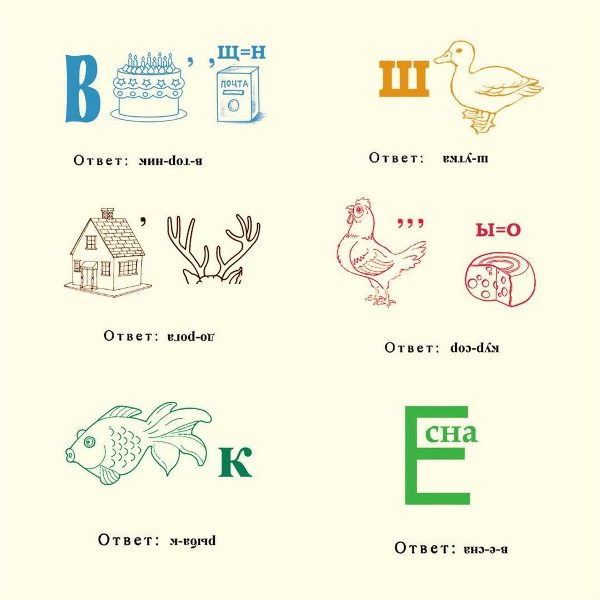 В ’ , щ=н
ПОЧТА
Ответ: в-тор-ник
Ш
Ответ: ш-утка
’
Ответ: до-рога
’’’ ы=о
Ответ: кур-сор
к
Ответ: рыба-к
Е сна
Ответ: в-е-сна